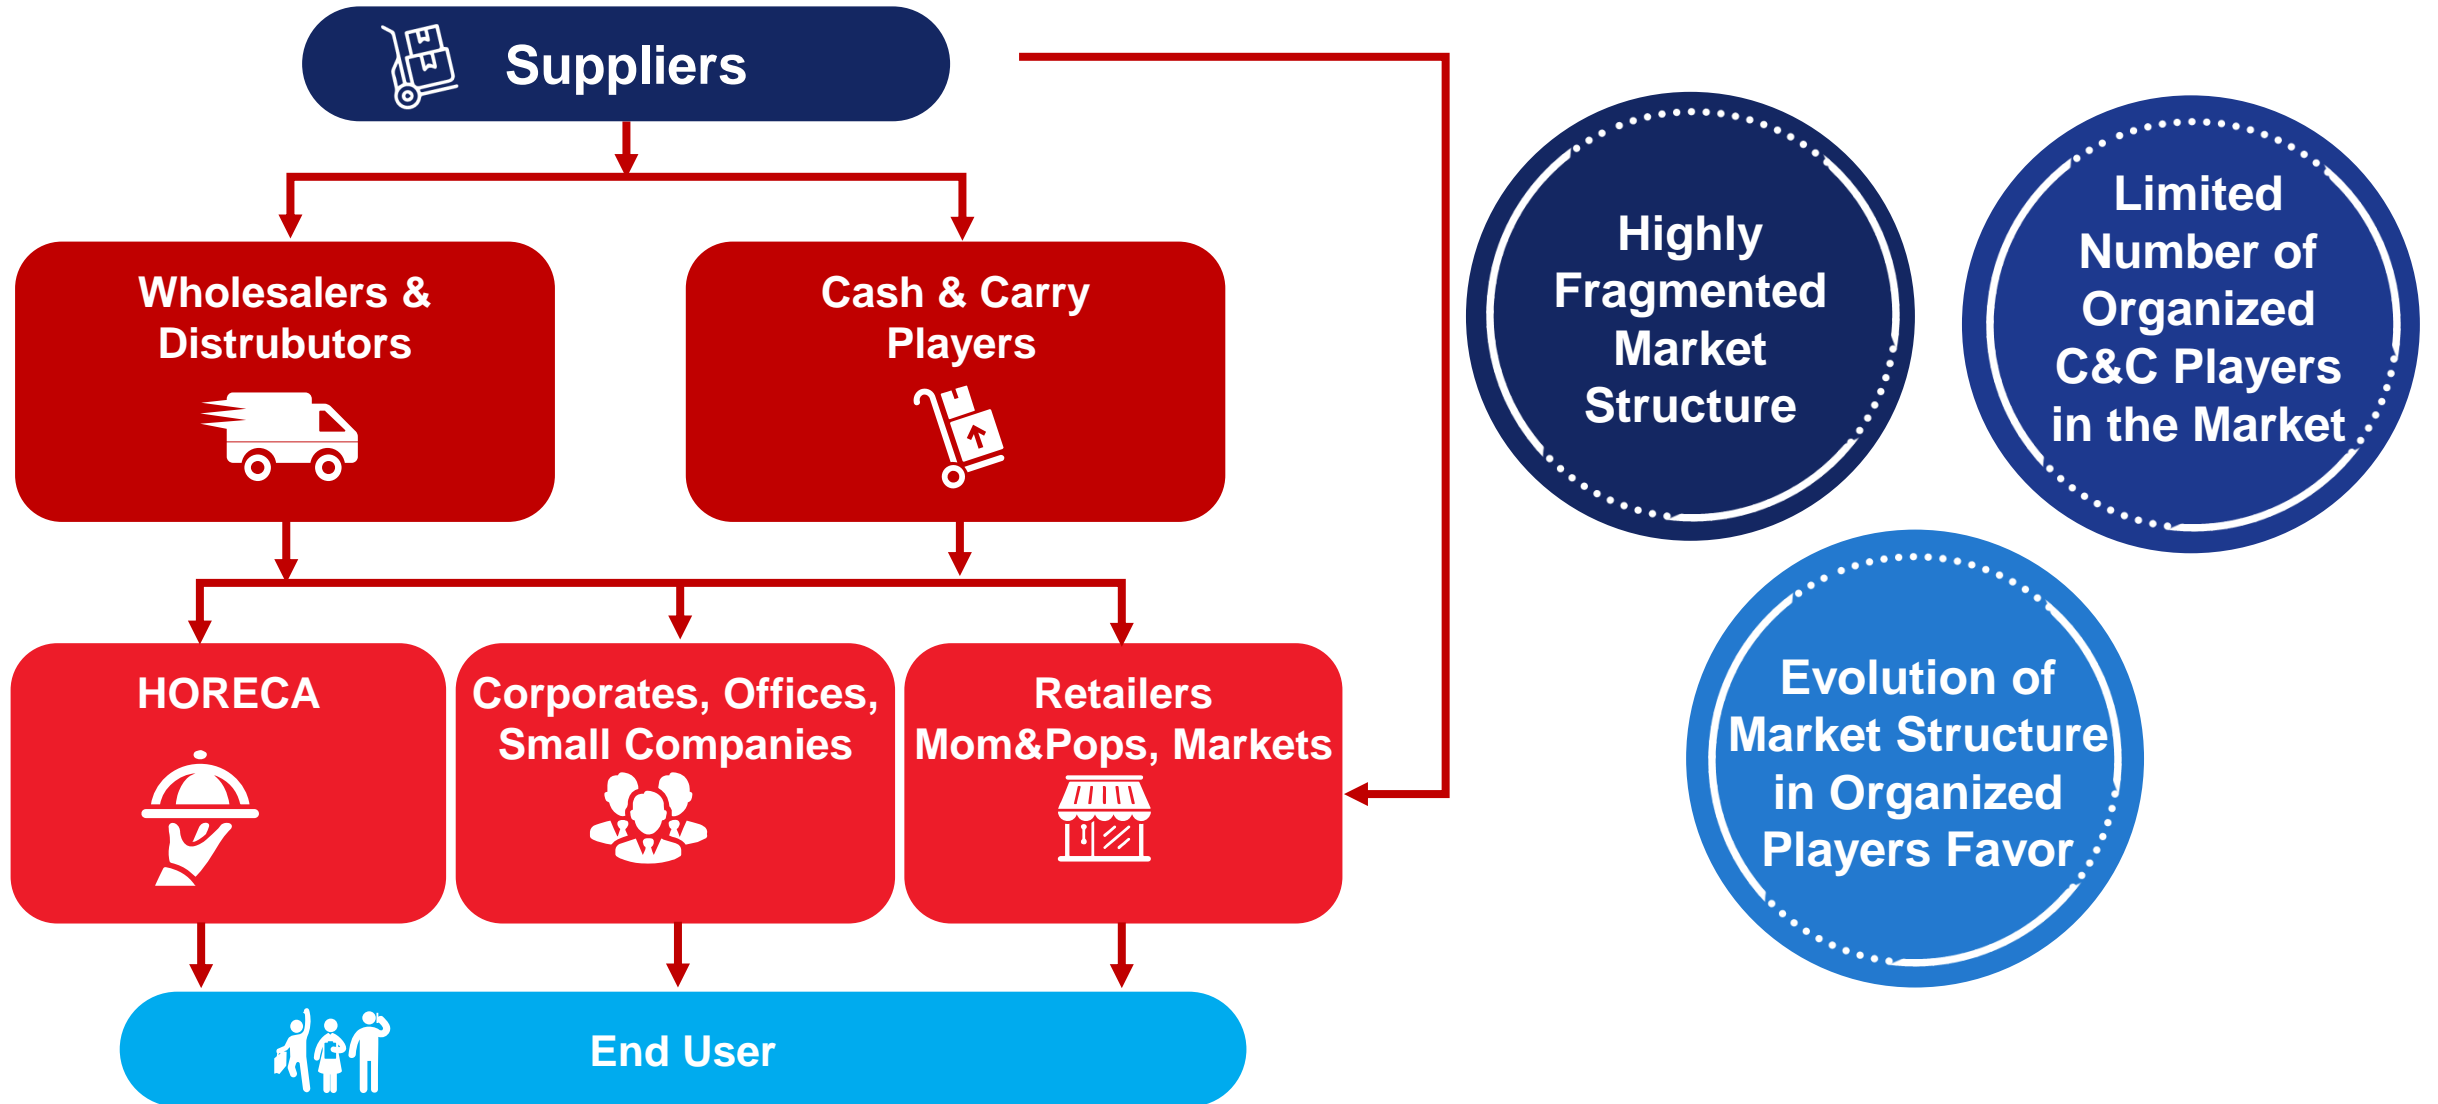 Suppliers
Wholesalers &
Distrubutors
Cash & Carry
Players
HORECA
Corporates, Offices,
Small Companies
Retailers
Mom&Pops, Markets
End User
Highly
Fragmented
Market
Structure
Limited
Number of
Organized
C&C Players
in the Market
Evolution of
Market Structure
in Organized
Players Favor